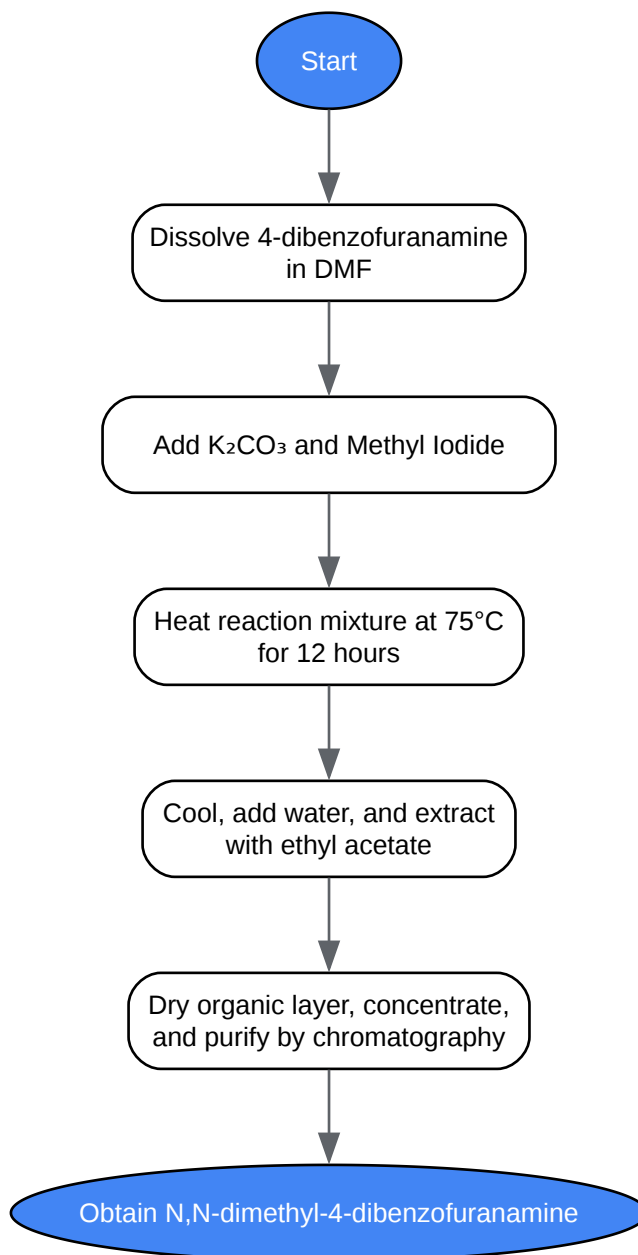 Start
Dissolve 4-dibenzofuranamine
in DMF
Add K₂CO₃ and Methyl Iodide
Heat reaction mixture at 75°C
for 12 hours
Cool, add water, and extract
with ethyl acetate
Dry organic layer, concentrate,
and purify by chromatography
Obtain N,N-dimethyl-4-dibenzofuranamine